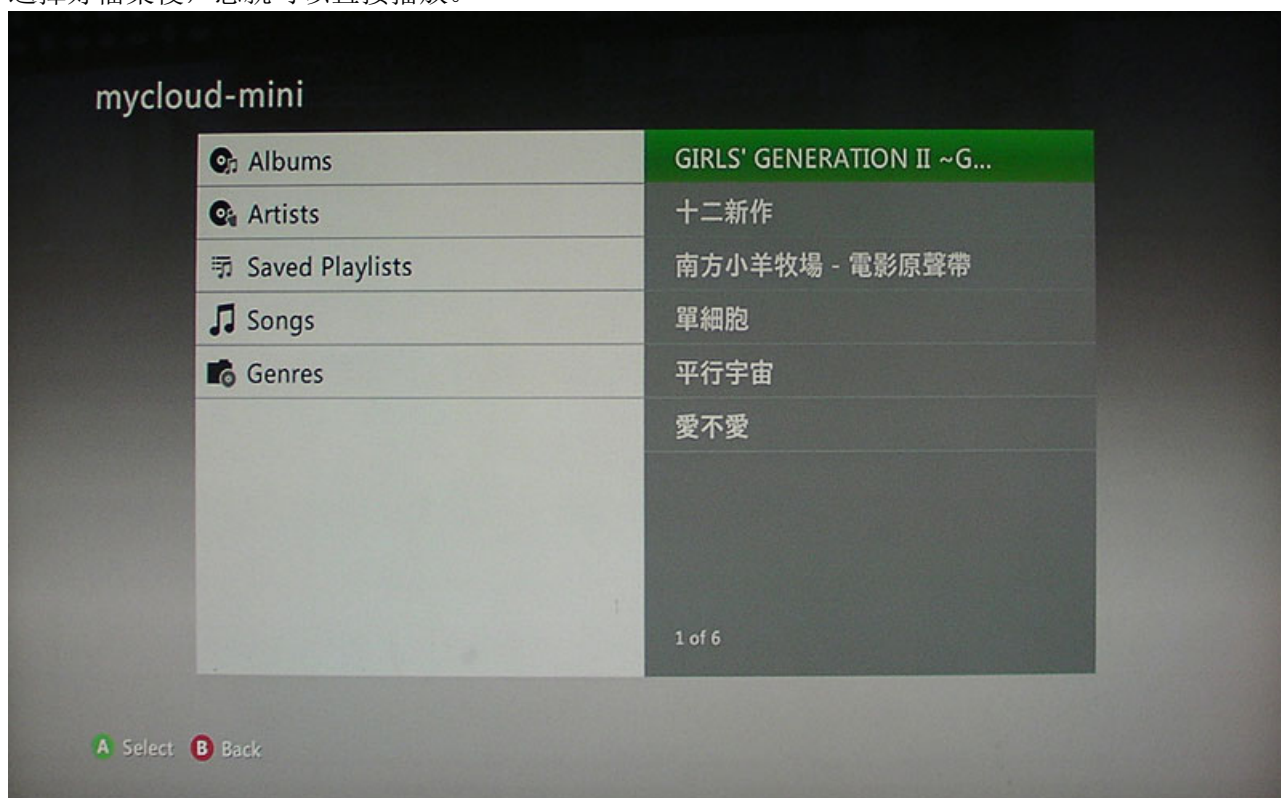 選擇好檔案後，您就可以直接播放。
mycloud-mini
Albums
Artists
Saved Playlists
Songs
Genres
GIRLS' GENERATION II ~G...
十二新作
南方小羊牧場 - 電影原聲帶
單細胞
平行宇宙
愛不愛
1 of 6
A Select B Back